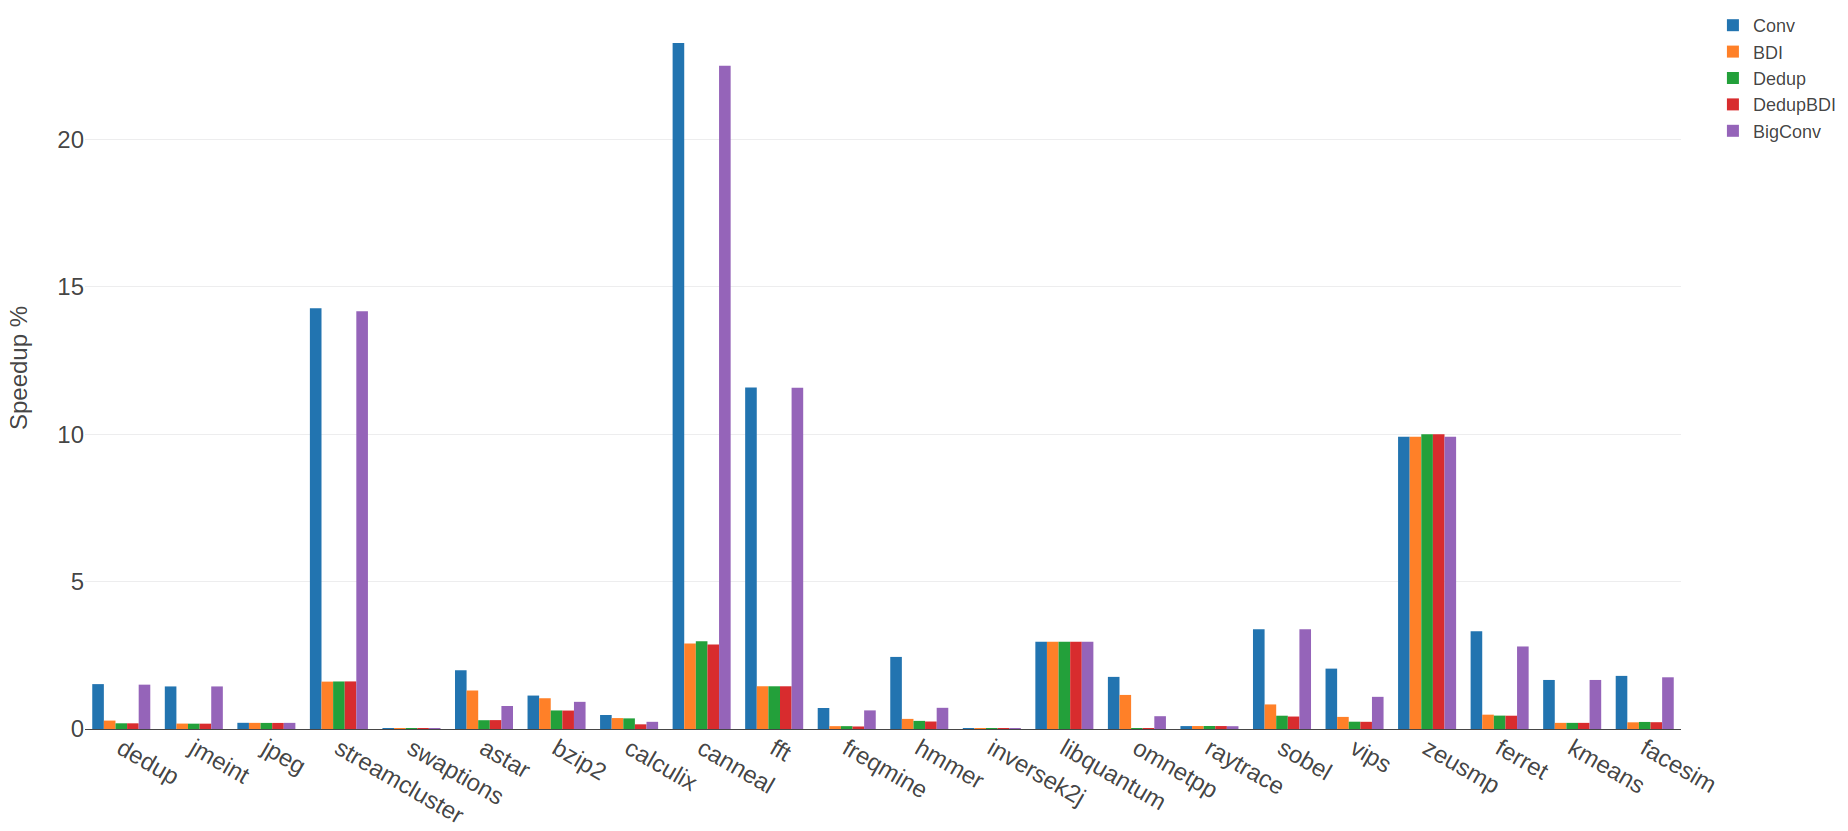 Conv
BDI
Dedup
DedupBDI
BigConv
Speedup %
20
15
10
5
0
dedup
jmeint
jpeg
streamcluster
swaptions
astar
bzip2
calculix
canneal
fft
freqmine
hmmer
inversek2j
libquantum
omnetpp
raytrace
sobel
vips
zeusmp
ferret
kmeans
facesim